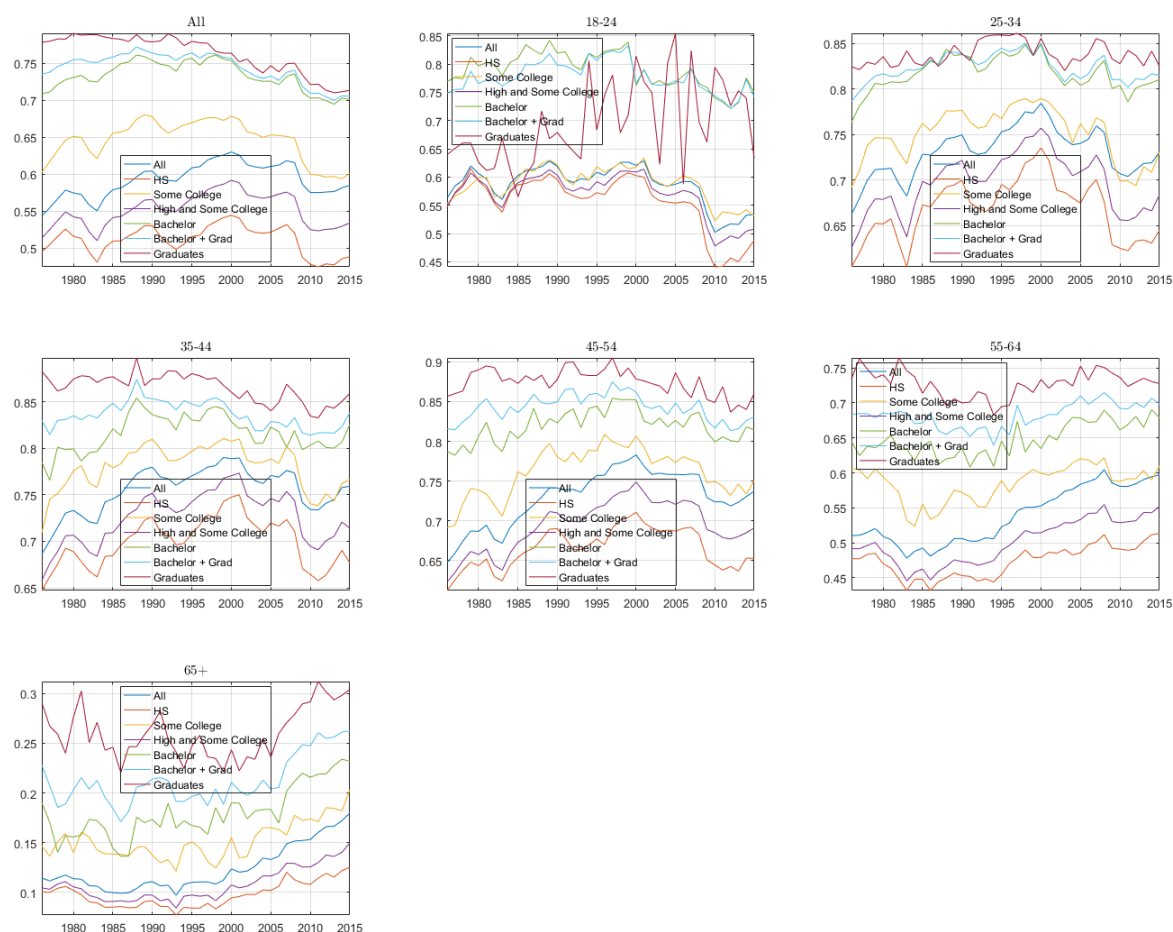 All
0.75
0.7
0.65
0.6
0.55
0.5
All
HS
Some College
High and Some College
Bachelor
Bachelor + Grad
Graduates
1980 1985 1990 1995 2000 2005 2010 2015
18-24
0.85
0.8
0.75
0.7
0.65
0.6
0.55
0.5
0.45
All
HS
Some College
High and Some College
Bachelor
Bachelor + Grad
Graduates
1980 1985 1990 1995 2000 2005 2010 2015
25-34
0.85
0.8
0.75
0.7
0.65
All
HS
Some College
High and Some College
Bachelor
Bachelor + Grad
Graduates
1980 1985 1990 1995 2000 2005 2010 2015
35-44
0.85
0.8
0.75
0.7
0.65
All
HS
Some College
High and Some College
Bachelor
Bachelor + Grad
Graduates
1980 1985 1990 1995 2000 2005 2010 2015
45-54
0.9
0.85
0.8
0.75
0.7
0.65
All
HS
Some College
High and Some College
Bachelor
Bachelor + Grad
Graduates
1980 1985 1990 1995 2000 2005 2010 2015
55-64
0.75
0.7
0.65
0.6
0.55
0.5
0.45
All
HS
Some College
High and Some College
Bachelor
Bachelor + Grad
Graduates
1980 1985 1990 1995 2000 2005 2010 2015
65+
0.3
0.25
0.2
0.15
0.1
All
HS
Some College
High and Some College
Bachelor
Bachelor + Grad
Graduates
1980 1985 1990 1995 2000 2005 2010 2015